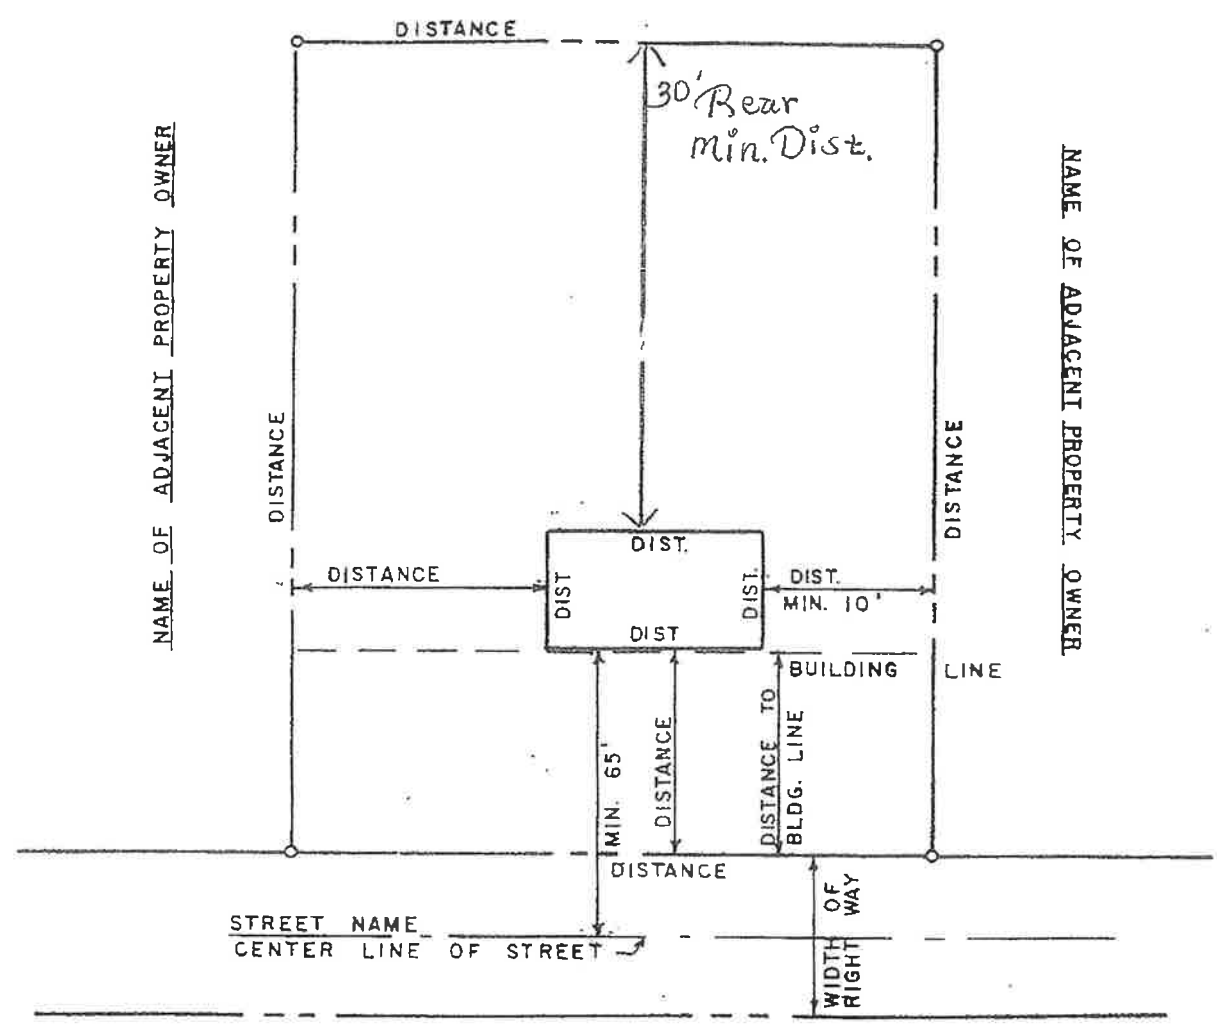 DISTANCE
30' Rear
Min. Dist.
NAME OF ADJACENT PROPERTY OWNER
NAME OF ADJACENT PROPERTY OWNER
DISTANCE
DISTANCE
DIST.
DISTANCE
DIST
DIST.
DIST.
MIN. 10'
DIST
BUILDING LINE
MIN. 65'
DISTANCE
DISTANCE TO
BLDG. LINE
DISTANCE
WIDTH OF
RIGHT WAY
STREET NAME
CENTER LINE OF STREET